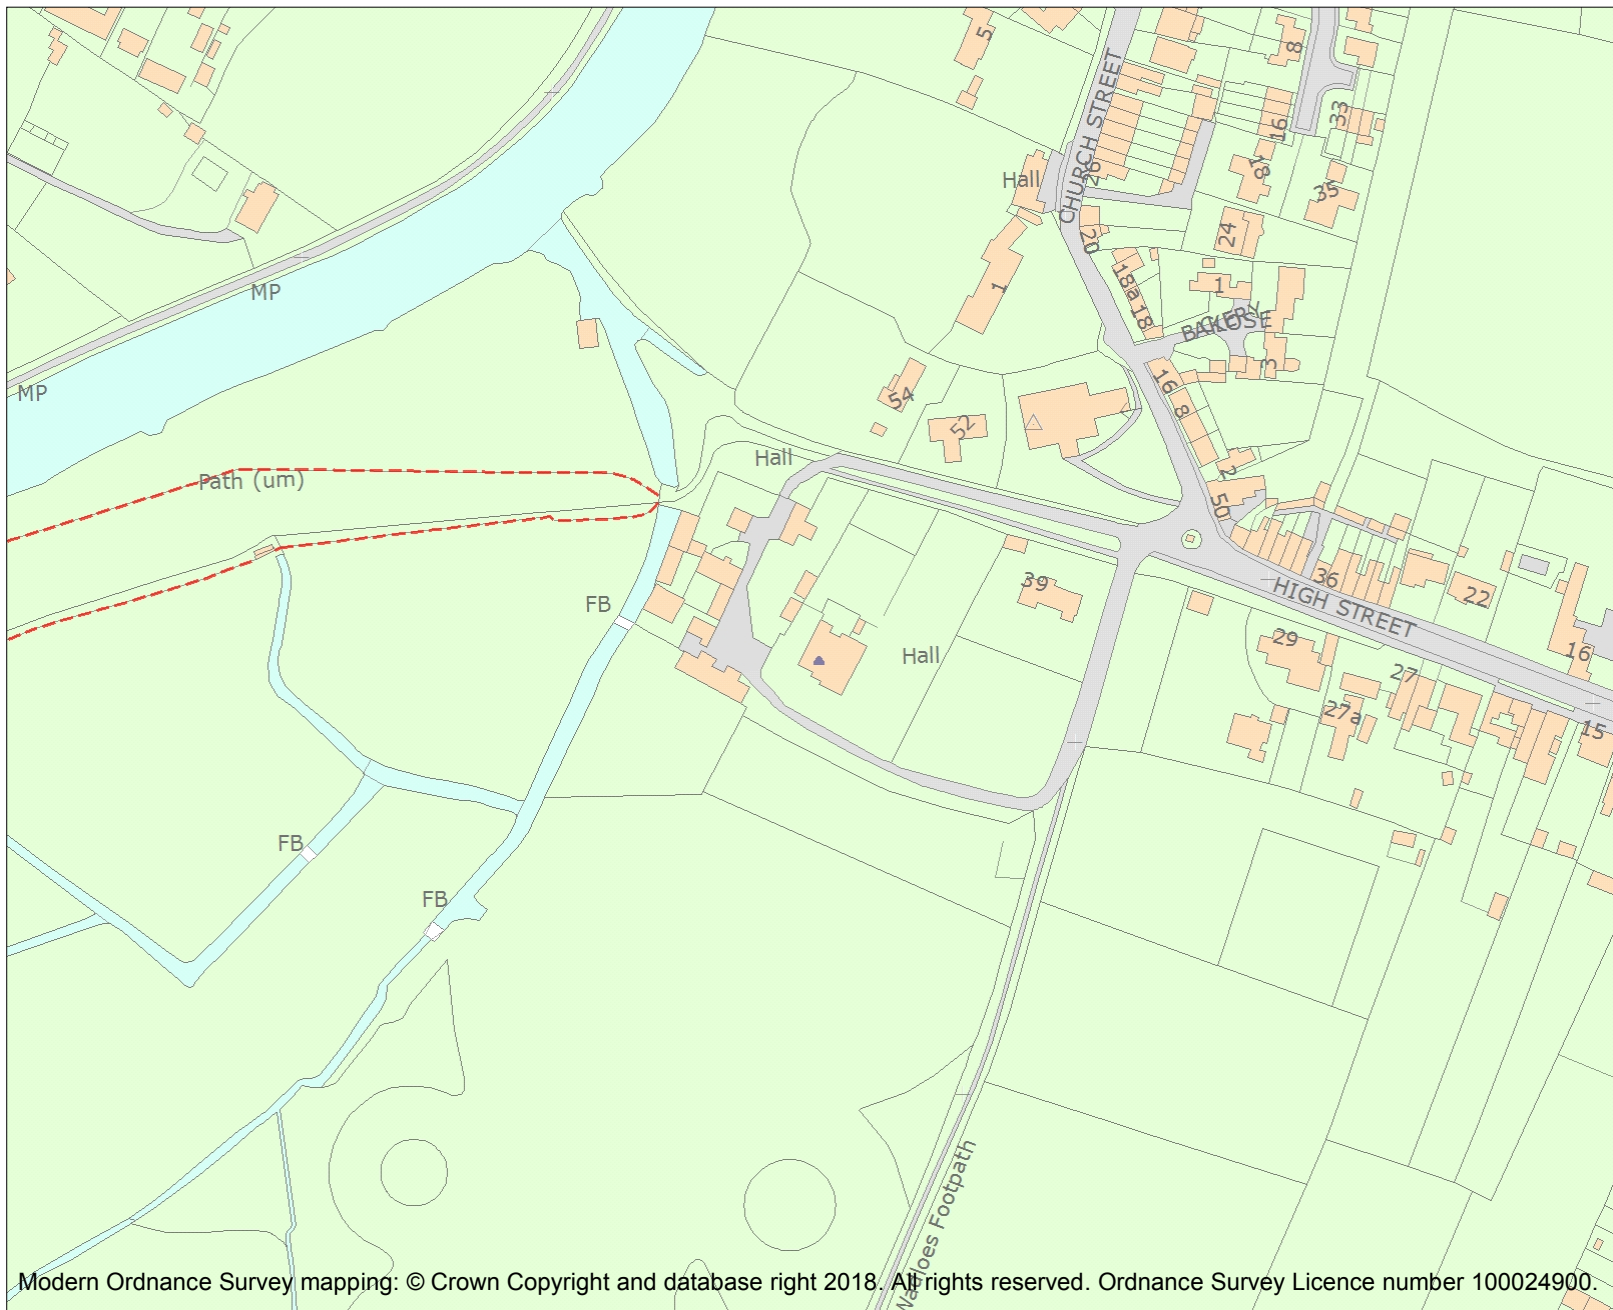 5
8
CHURCH STREET
16
33
26
18
35
Hall
20
24
18a
1
1
18
MP
BAKERY
CLOSE
3
MP
54
16
8
52
Hall
2
Path (um)
50
39
36
22
HIGH STREET
FB
29
16
Hall
27
27a
15
FB
FB
Footpath
Modern Ordnance Survey mapping: © Crown Copyright and database right 2018. All rights reserved. Ordnance Survey Licence number 100024900.